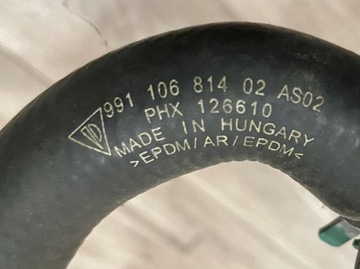 991 106 814 02 AS02
PHX 126610
MADE IN HUNGARY
>EPDM/AR/EPDM<